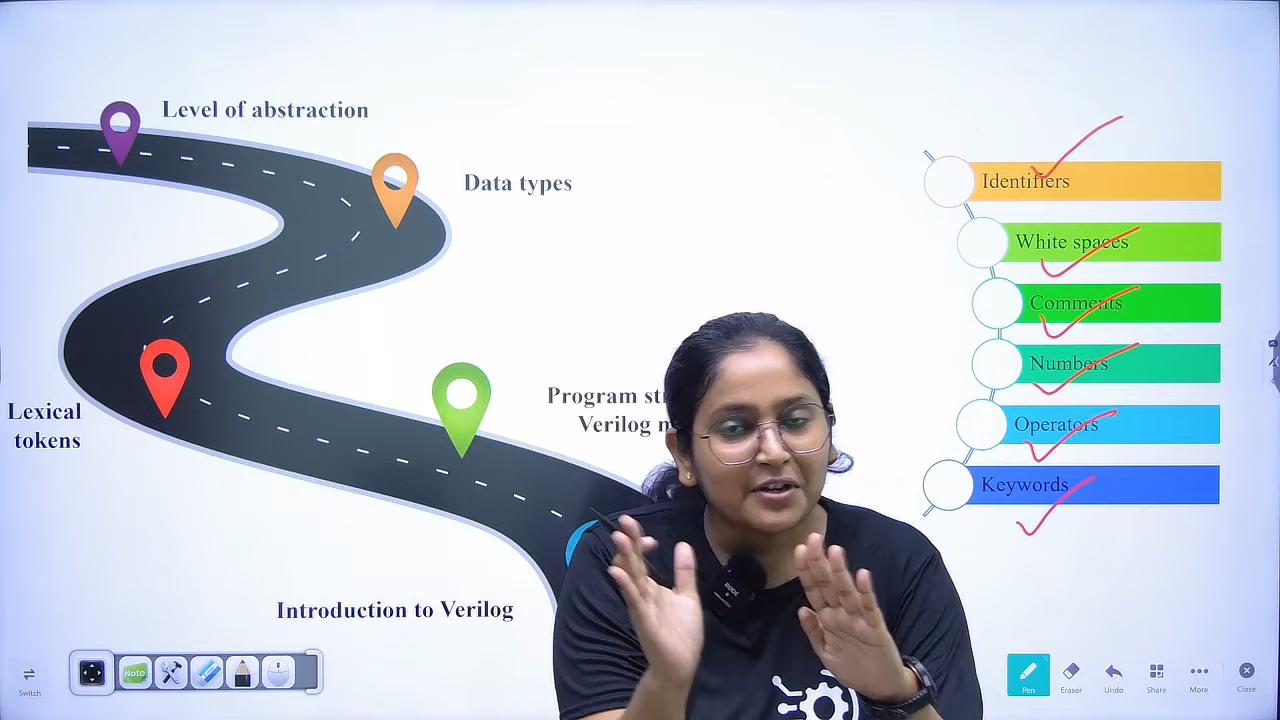 Level of abstraction
Data types
Lexical
tokens
Program
Verilog
Introduction to Verilog
Identifiers
White spaces
Comments
Numbers
Operators
Keywords
Switch
Note
Pen
Eraser
Undo
Share
More
Close